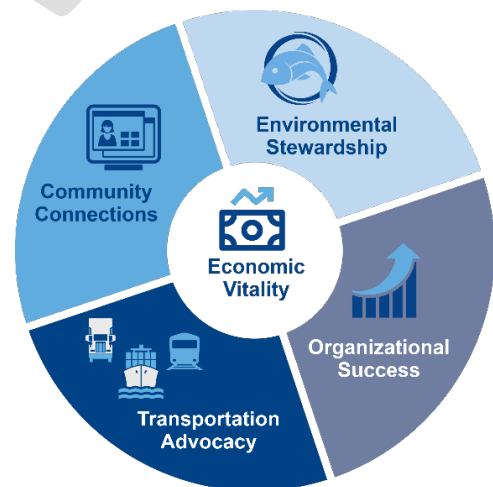 Environmental
Stewardship
Community
Connections
Economic
Vitality
Organizational
Success
Transportation
Advocacy